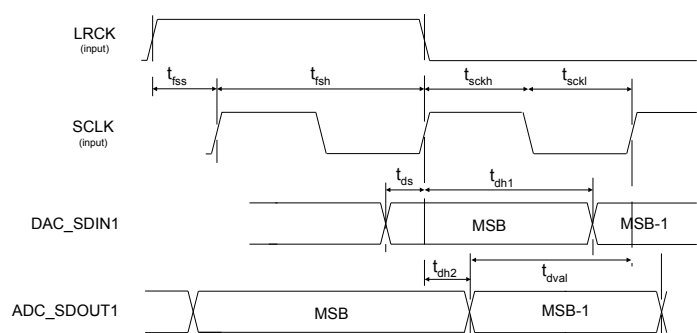 LRCK
(input)
tfss
tfsh
tsckh
tsckl
SCLK
(input)
tds
tdh1
DAC_SDIN1
MSB
MSB-1
tdh2
tdval
ADC_SDOUT1
MSB
MSB-1